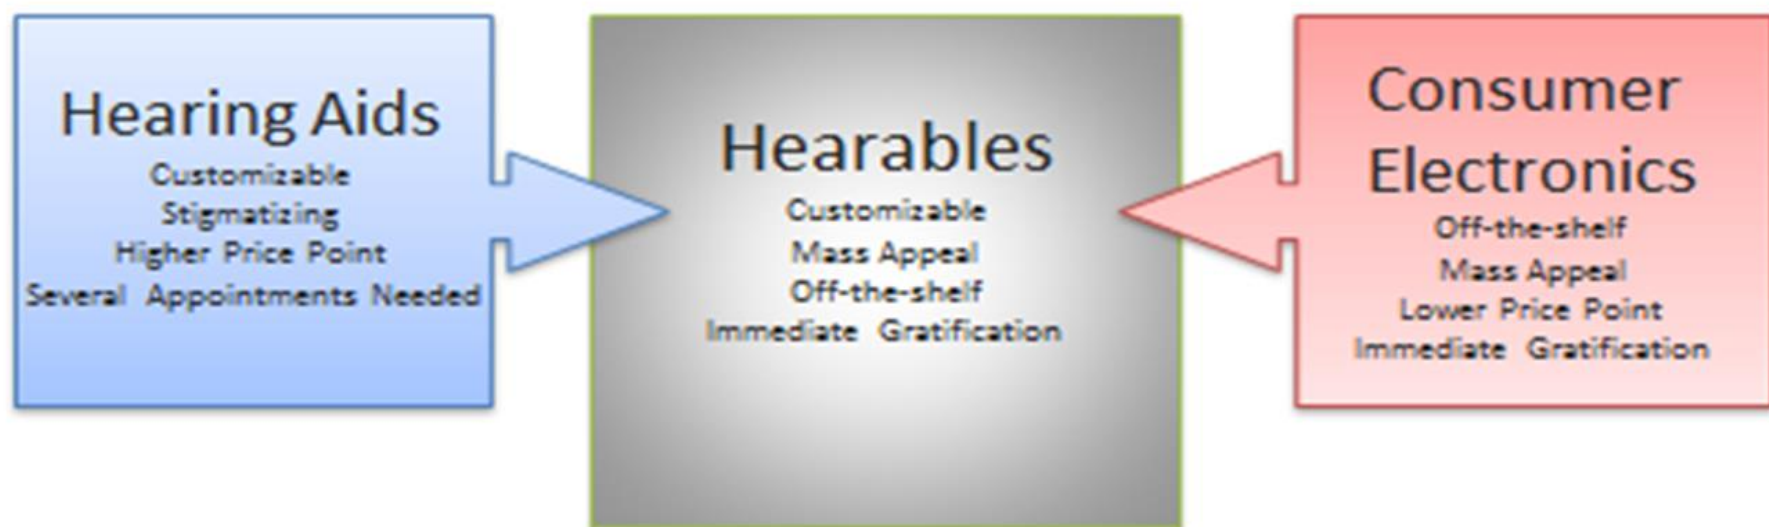 Hearing Aids
Customizable
Stigmatizing
Higher Price Point
Several Appointments Needed
Hearables
Customizable
Mass Appeal
Off-the-shelf
Immediate Gratification
Consumer
Electronics
Off-the-shelf
Mass Appeal
Lower Price Point
Immediate Gratification